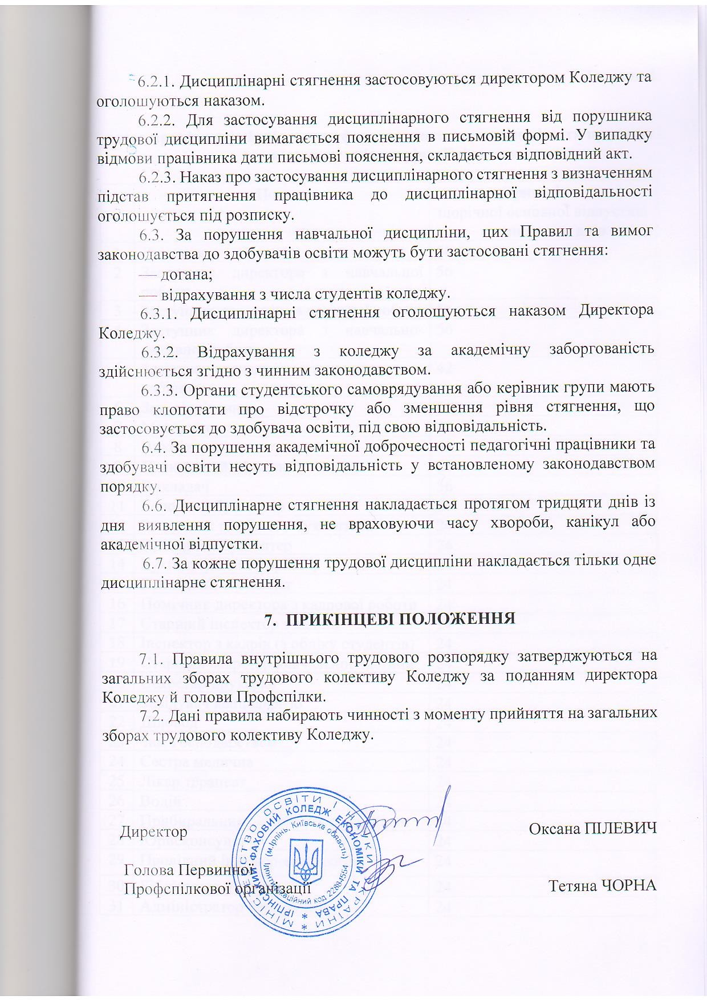 6.2.1. Дисциплінарні стягнення застосовуються директором Коледжу та
оголошуються наказом.
6.2.2. Для застосування дисциплінарного стягнення від порушника
трудової дисципліни вимагається пояснення в письмовій формі. У випадку
відмови працівника дати письмові пояснення, складається відповідний акт.
6.2.3. Наказ про застосування дисциплінарного стягнення з визначенням
підстав притягнення працівника до дисциплінарної відповідальності
оголошується під розписку.
6.3. За порушення навчальної дисципліни, цих Правил та вимог
законодавства до здобувачів освіти можуть бути застосовані стягнення:
— догана;
— відрахування з числа студентів коледжу.
6.3.1. Дисциплінарні стягнення оголошуються наказом Директора
Коледжу.
6.3.2. Відрахування з коледжу за академічну заборгованість
здійснюється згідно з чинним законодавством.
6.3.3. Органи студентського самоврядування або керівник групи мають
право клопотати про відстрочку або зменшення рівня стягнення, що
застосовується до здобувача освіти, під свою відповідальність.
6.4. За порушення академічної доброчесності педагогічні працівники та
здобувачі освіти несуть відповідальність у встановленому законодавством
порядку.
6.6. Дисциплінарне стягнення накладається протягом тридцяти днів із
дня виявлення порушення, не враховуючи часу хвороби, канікул або
академічної відпустки.
6.7. За кожне порушення трудової дисципліни накладається тільки одне
дисциплінарне стягнення.
7. ПРИКІНЦЕВІ ПОЛОЖЕННЯ
7.1. Правила внутрішнього трудового розпорядку затверджуються на
загальних зборах трудового колективу Коледжу за поданням директора
Коледжу й голови Профспілки.
7.2. Дані правила набирають чинності з моменту прийняття на загальних
зборах трудового колективу Коледжу.
Директор
Оксана ПІЛЕВИЧ
Голова Первинної
Профспілкової організації
Тетяна ЧОРНА
МІНІСТЕРСТВО ОСВІТИ І НАУКИ УКРАЇНИ *
ІРПІНСЬКИЙ ФАХОВИЙ КОЛЕДЖ ЕКОНОМІКИ ТА ПРАВА *
(м.Ірпінь, Київська область)
Ідентифікаційний код 22884554